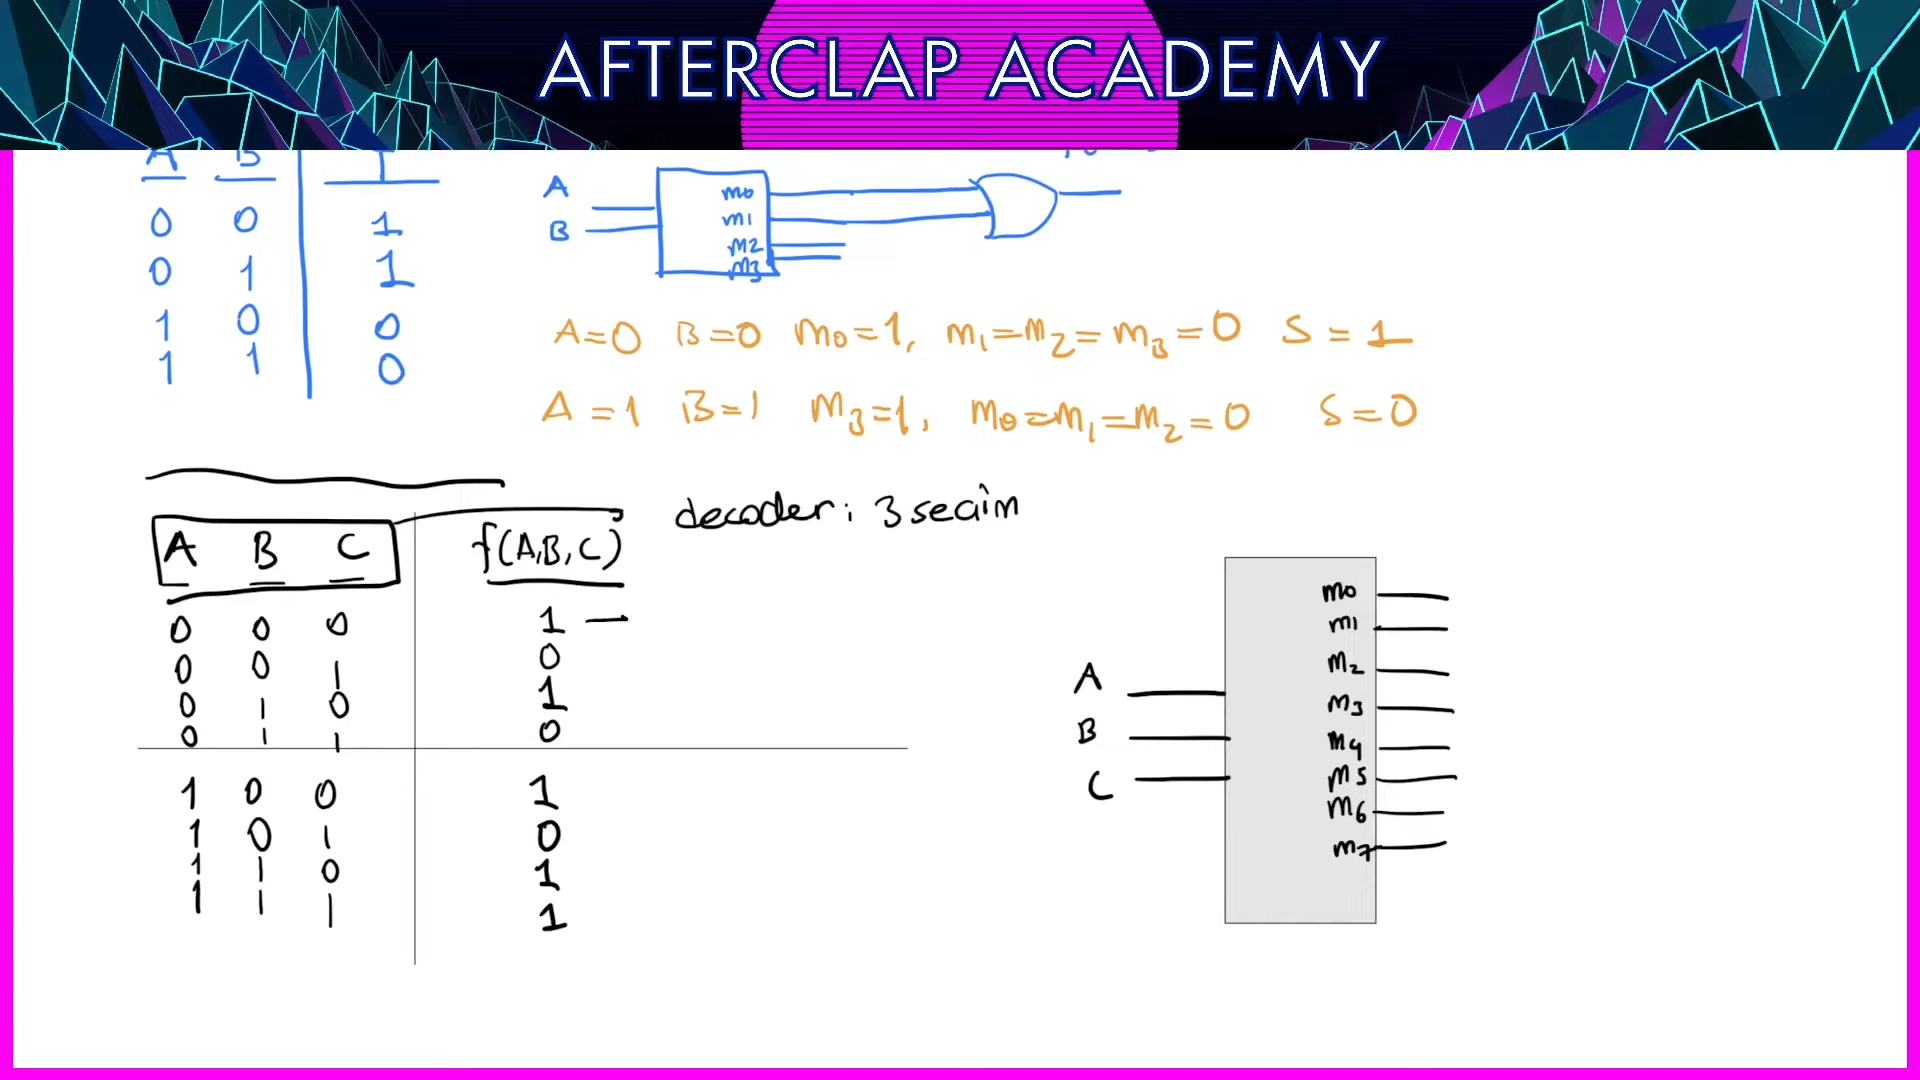 AFTERCLAP ACADEMY
A B
0 0 1
0 1 1
1 0 0
1 1 0
A
B
m0
m1
m2
m3
A=0 B=0 m0=1, m1=m2=m3=0 S=1
A=1 B=1 m3=1, m0=m1=m2=0 S=0
decoder: 3 seçim
A B C f(A,B,C)
0 0 0 1 —
0 0 1 0
0 1 0 1
0 1 1 0
1 0 0 1
1 0 1 0
1 1 0 1
1 1 1 1
A
B
C
m0
m1
m2
m3
m4
m5
m6
m7